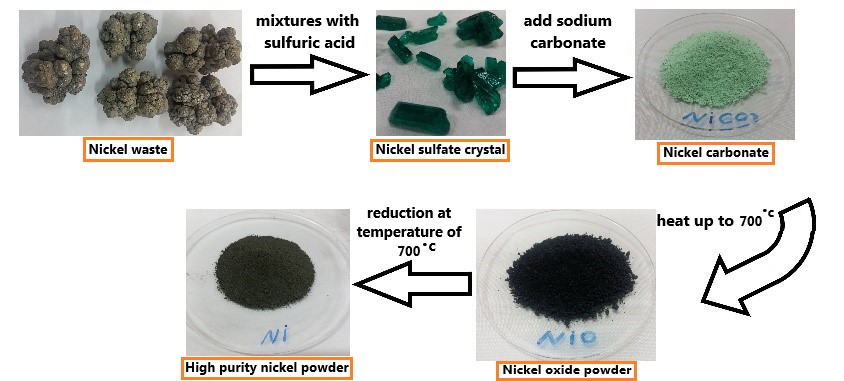 mixtures with
sulfuric acid
add sodium
carbonate
NiCO3
Nickel waste
Nickel sulfate crystal
Nickel carbonate
heat up to 700°C
reduction at
temperature of
700°C
NiO
Ni
Nickel oxide powder
High purity nickel powder